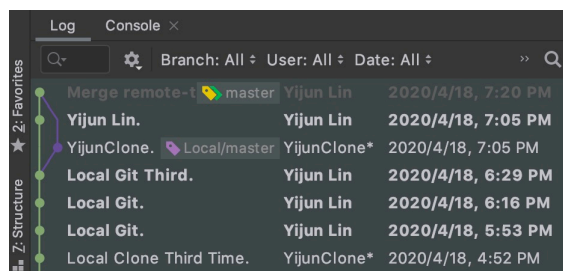 Log Console
Branch: All User: All Date: All
2: Favorites
Z: Structure
Merge remote-t master Yijun Lin 2020/4/18, 7:20 PM
Yijun Lin. Yijun Lin 2020/4/18, 7:05 PM
YijunClone. Local/master YijunClone* 2020/4/18, 7:05 PM
Local Git Third. Yijun Lin 2020/4/18, 6:29 PM
Local Git. Yijun Lin 2020/4/18, 6:16 PM
Local Git. Yijun Lin 2020/4/18, 5:53 PM
Local Clone Third Time. YijunClone* 2020/4/18, 4:52 PM